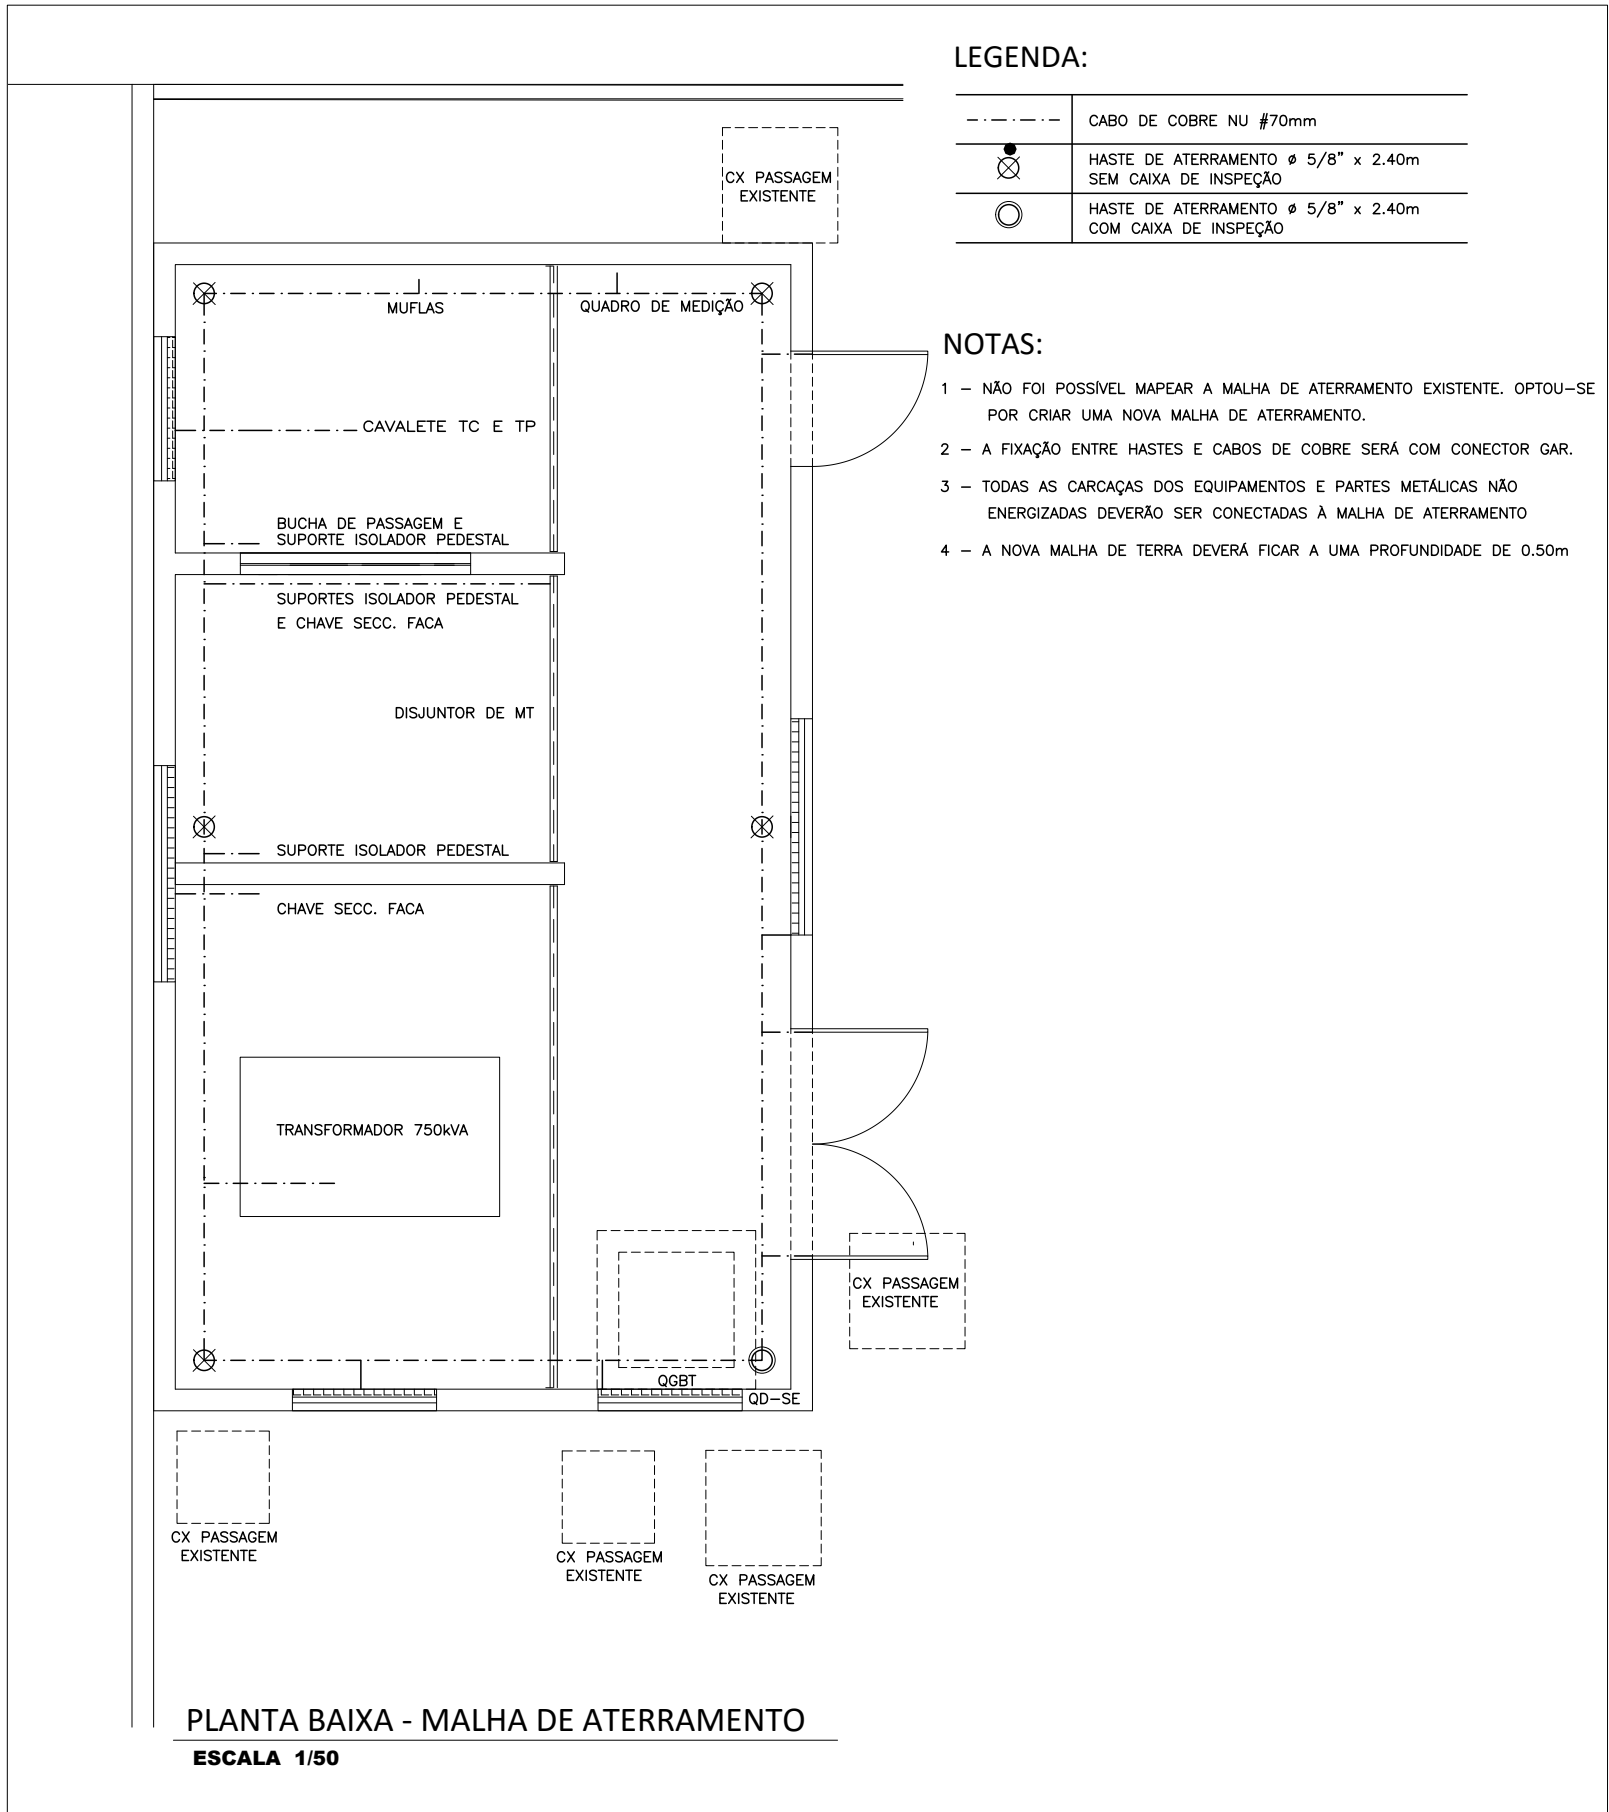 LEGENDA:
CABO DE COBRE NU #70mm
HASTE DE ATERRAMENTO ø 5/8" x 2.40m
SEM CAIXA DE INSPEÇÃO
HASTE DE ATERRAMENTO ø 5/8" x 2.40m
COM CAIXA DE INSPEÇÃO
NOTAS:
1 – NÃO FOI POSSÍVEL MAPEAR A MALHA DE ATERRAMENTO EXISTENTE. OPTOU–SE
POR CRIAR UMA NOVA MALHA DE ATERRAMENTO.
2 – A FIXAÇÃO ENTRE HASTES E CABOS DE COBRE SERÁ COM CONECTOR GAR.
3 – TODAS AS CARCAÇAS DOS EQUIPAMENTOS E PARTES METÁLICAS NÃO
ENERGIZADAS DEVERÃO SER CONECTADAS À MALHA DE ATERRAMENTO
4 – A NOVA MALHA DE TERRA DEVERÁ FICAR A UMA PROFUNDIDADE DE 0.50m
CX PASSAGEM
EXISTENTE
MUFLAS
QUADRO DE MEDIÇÃO
CAVALETE TC E TP
BUCHA DE PASSAGEM E
SUPORTE ISOLADOR PEDESTAL
SUPORTES ISOLADOR PEDESTAL
E CHAVE SECC. FACA
DISJUNTOR DE MT
SUPORTE ISOLADOR PEDESTAL
CHAVE SECC. FACA
TRANSFORMADOR 750kVA
CX PASSAGEM
EXISTENTE
QGBT
QD–SE
CX PASSAGEM
EXISTENTE
CX PASSAGEM
EXISTENTE
CX PASSAGEM
EXISTENTE
PLANTA BAIXA - MALHA DE ATERRAMENTO
ESCALA 1/50